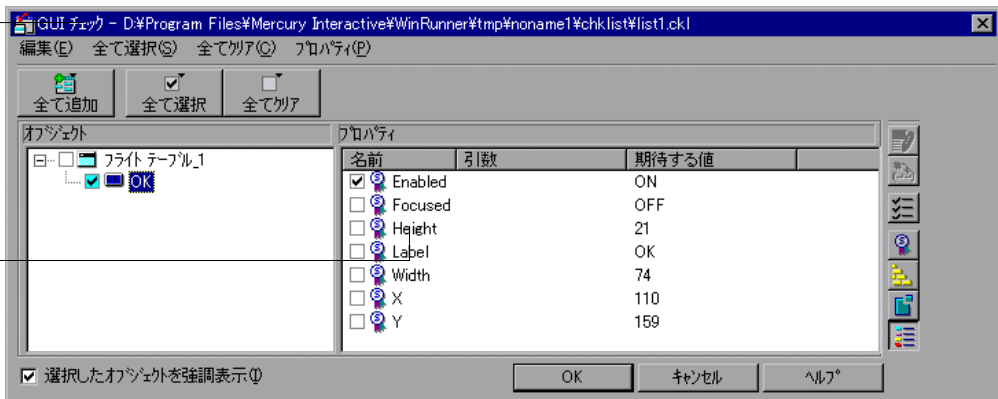 GUI ﾁｪｯｸ - D:¥Program Files¥Mercury Interactive¥WinRunner¥tmp¥noname1¥chklist¥list1.ckl
編集(E) 全て選択(S) 全てｸﾘｱ(C) ﾌﾟﾛﾊﾟﾃｨ(P)
全て追加 全て選択 全てｸﾘｱ
ｵﾌﾞｼﾞｪｸﾄ ﾌﾟﾛﾊﾟﾃｨ
名前 引数 期待する値
ﾌﾗｲﾄ ﾃｰﾌﾞﾙ_1
OK
Enabled ON
Focused OFF
Height 21
Label OK
Width 74
X 110
Y 159
選択したｵﾌﾞｼﾞｪｸﾄを強調表示(I)
OK ｷｬﾝｾﾙ ﾍﾙﾌﾟ